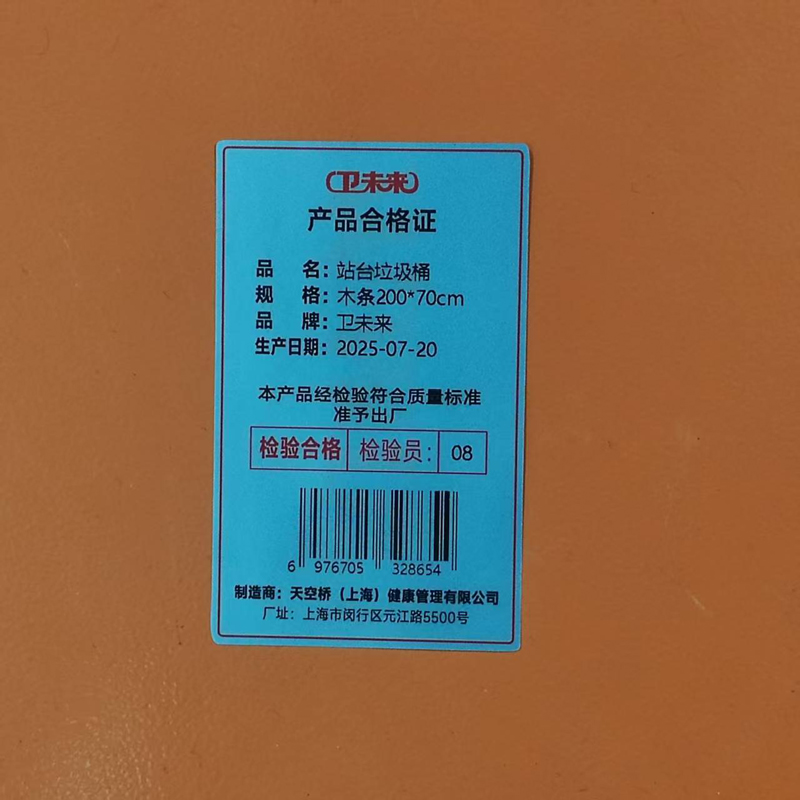 卫未来
产品合格证
品 名：站台垃圾桶
规 格：木条200*70cm
品 牌：卫未来
生产日期：2025-07-20
本产品经检验符合质量标准
准予出厂
检验合格 检验员： 08
6 976705 328654
制造商：天空桥（上海）健康管理有限公司
厂址：上海市闵行区元江路5500号